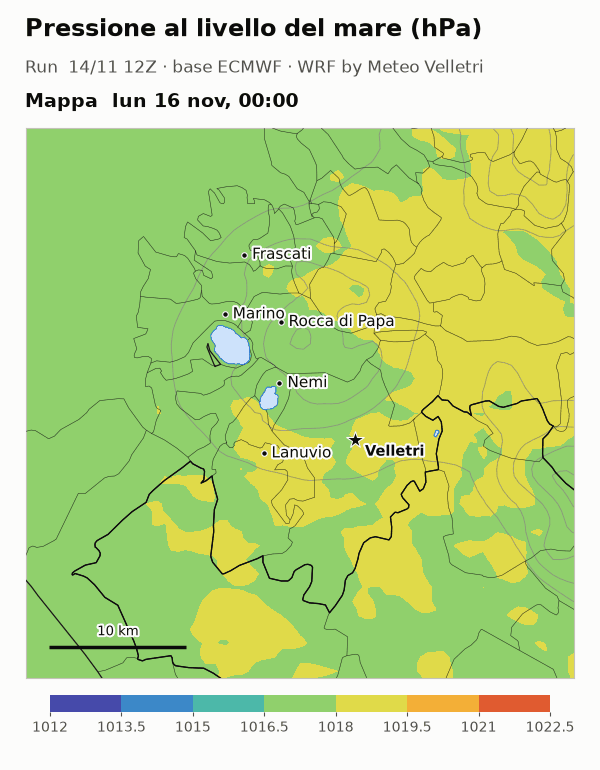 Pressione al livello del mare (hPa)
Run 14/11 12Z · base ECMWF · WRF by Meteo Velletri
Mappa lun 16 nov, 00:00
Frascati
Marino
Rocca di Papa
Nemi
Velletri
Lanuvio
10 km
1012 1013.5 1015 1016.5 1018 1019.5 1021 1022.5